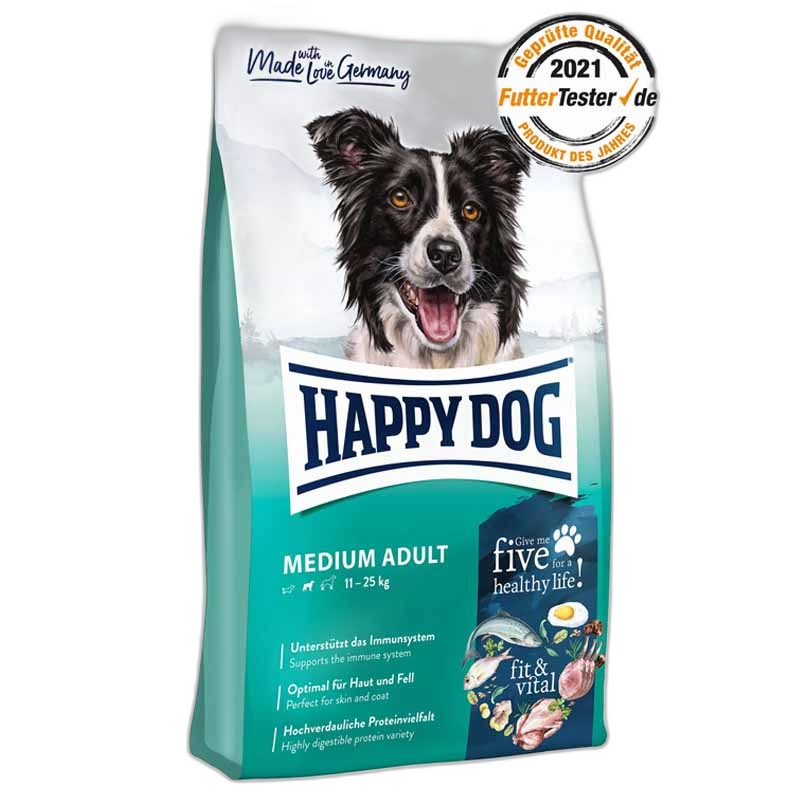 Made with Love in Germany
Geprüfte Qualität
2021
FutterTester.de
PRODUKT DES JAHRES
HAPPY DOG
®
MEDIUM ADULT
11 – 25 kg
Give me
five for a
healthy life!
Unterstützt das Immunsystem
Supports the immune system
Optimal für Haut und Fell
Perfect for skin and coat
Hochverdauliche Proteinvielfalt
Highly digestible protein variety
fit &
vital